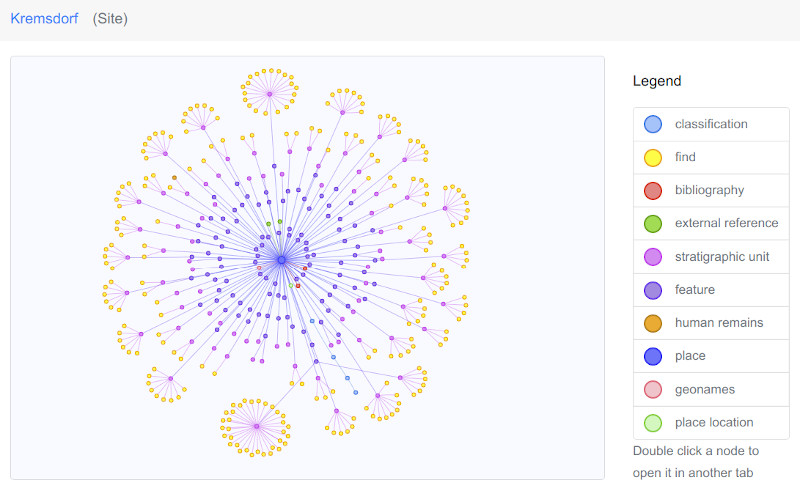 Kremsdorf (Site)
Legend
classification
find
bibliography
external reference
stratigraphic unit
feature
human remains
place
geonames
place location
Double click a node to
open it in another tab